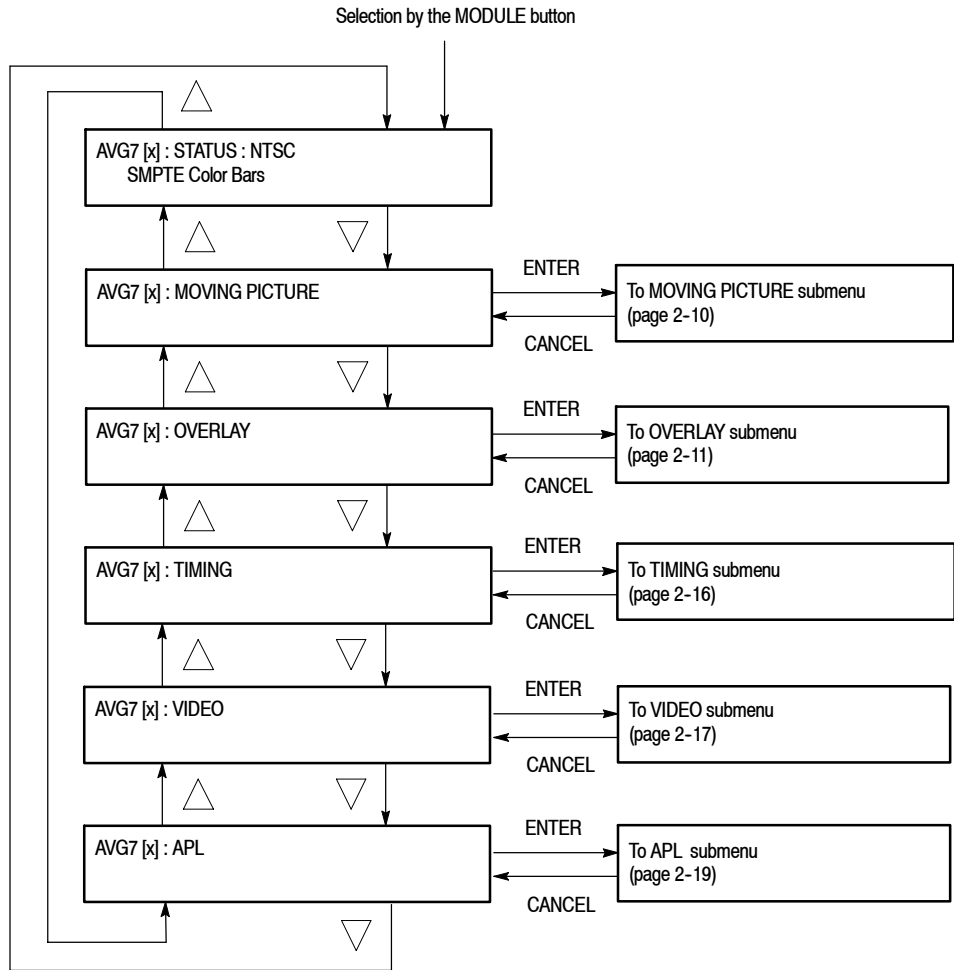 Selection by the MODULE button
AVG7 [x] : STATUS : NTSC
SMPTE Color Bars
AVG7 [x] : MOVING PICTURE
ENTER
CANCEL
To MOVING PICTURE submenu
(page 2-10)
AVG7 [x] : OVERLAY
ENTER
CANCEL
To OVERLAY submenu
(page 2-11)
AVG7 [x] : TIMING
ENTER
CANCEL
To TIMING submenu
(page 2-16)
AVG7 [x] : VIDEO
ENTER
CANCEL
To VIDEO submenu
(page 2-17)
AVG7 [x] : APL
ENTER
CANCEL
To APL submenu
(page 2-19)